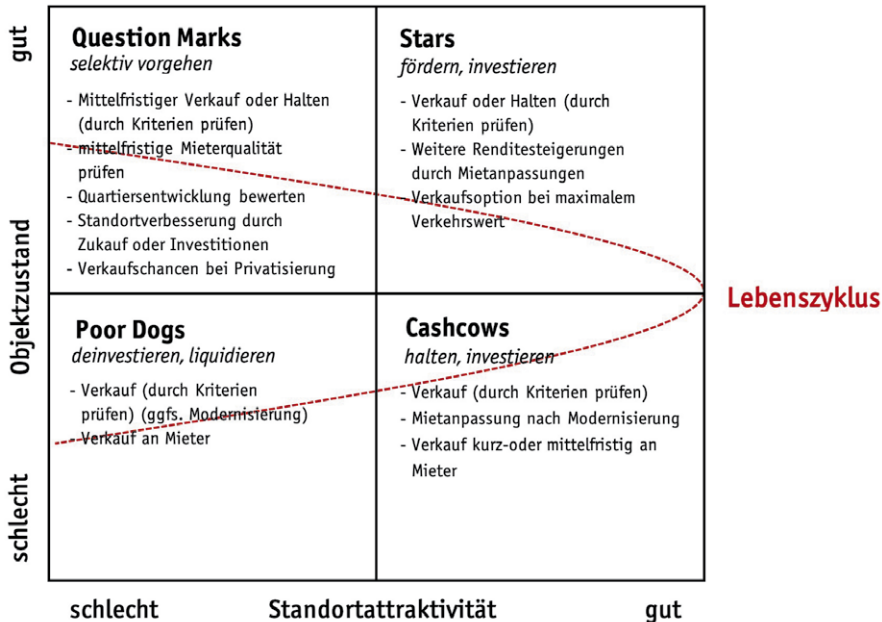 gut
Objektzustand
schlecht
Question Marks
selektiv vorgehen
- Mittelfristiger Verkauf oder Halten
(durch Kriterien prüfen)
- mittelfristige Mieterqualität
prüfen
- Quartiersentwicklung bewerten
- Standortverbesserung durch
Zukauf oder Investitionen
- Verkaufschancen bei Privatisierung
Stars
fördern, investieren
- Verkauf oder Halten (durch
Kriterien prüfen)
- Weitere Renditesteigerungen
durch Mietanpassungen
- Verkaufsoption bei maximalem
Verkehrswert
Lebenszyklus
Poor Dogs
deinvestieren, liquidieren
- Verkauf (durch Kriterien
prüfen) (ggfs. Modernisierung)
- Verkauf an Mieter
Cashcows
halten, investieren
- Verkauf (durch Kriterien prüfen)
- Mietanpassung nach Modernisierung
- Verkauf kurz-oder mittelfristig an
Mieter
schlecht
Standortattraktivität
gut